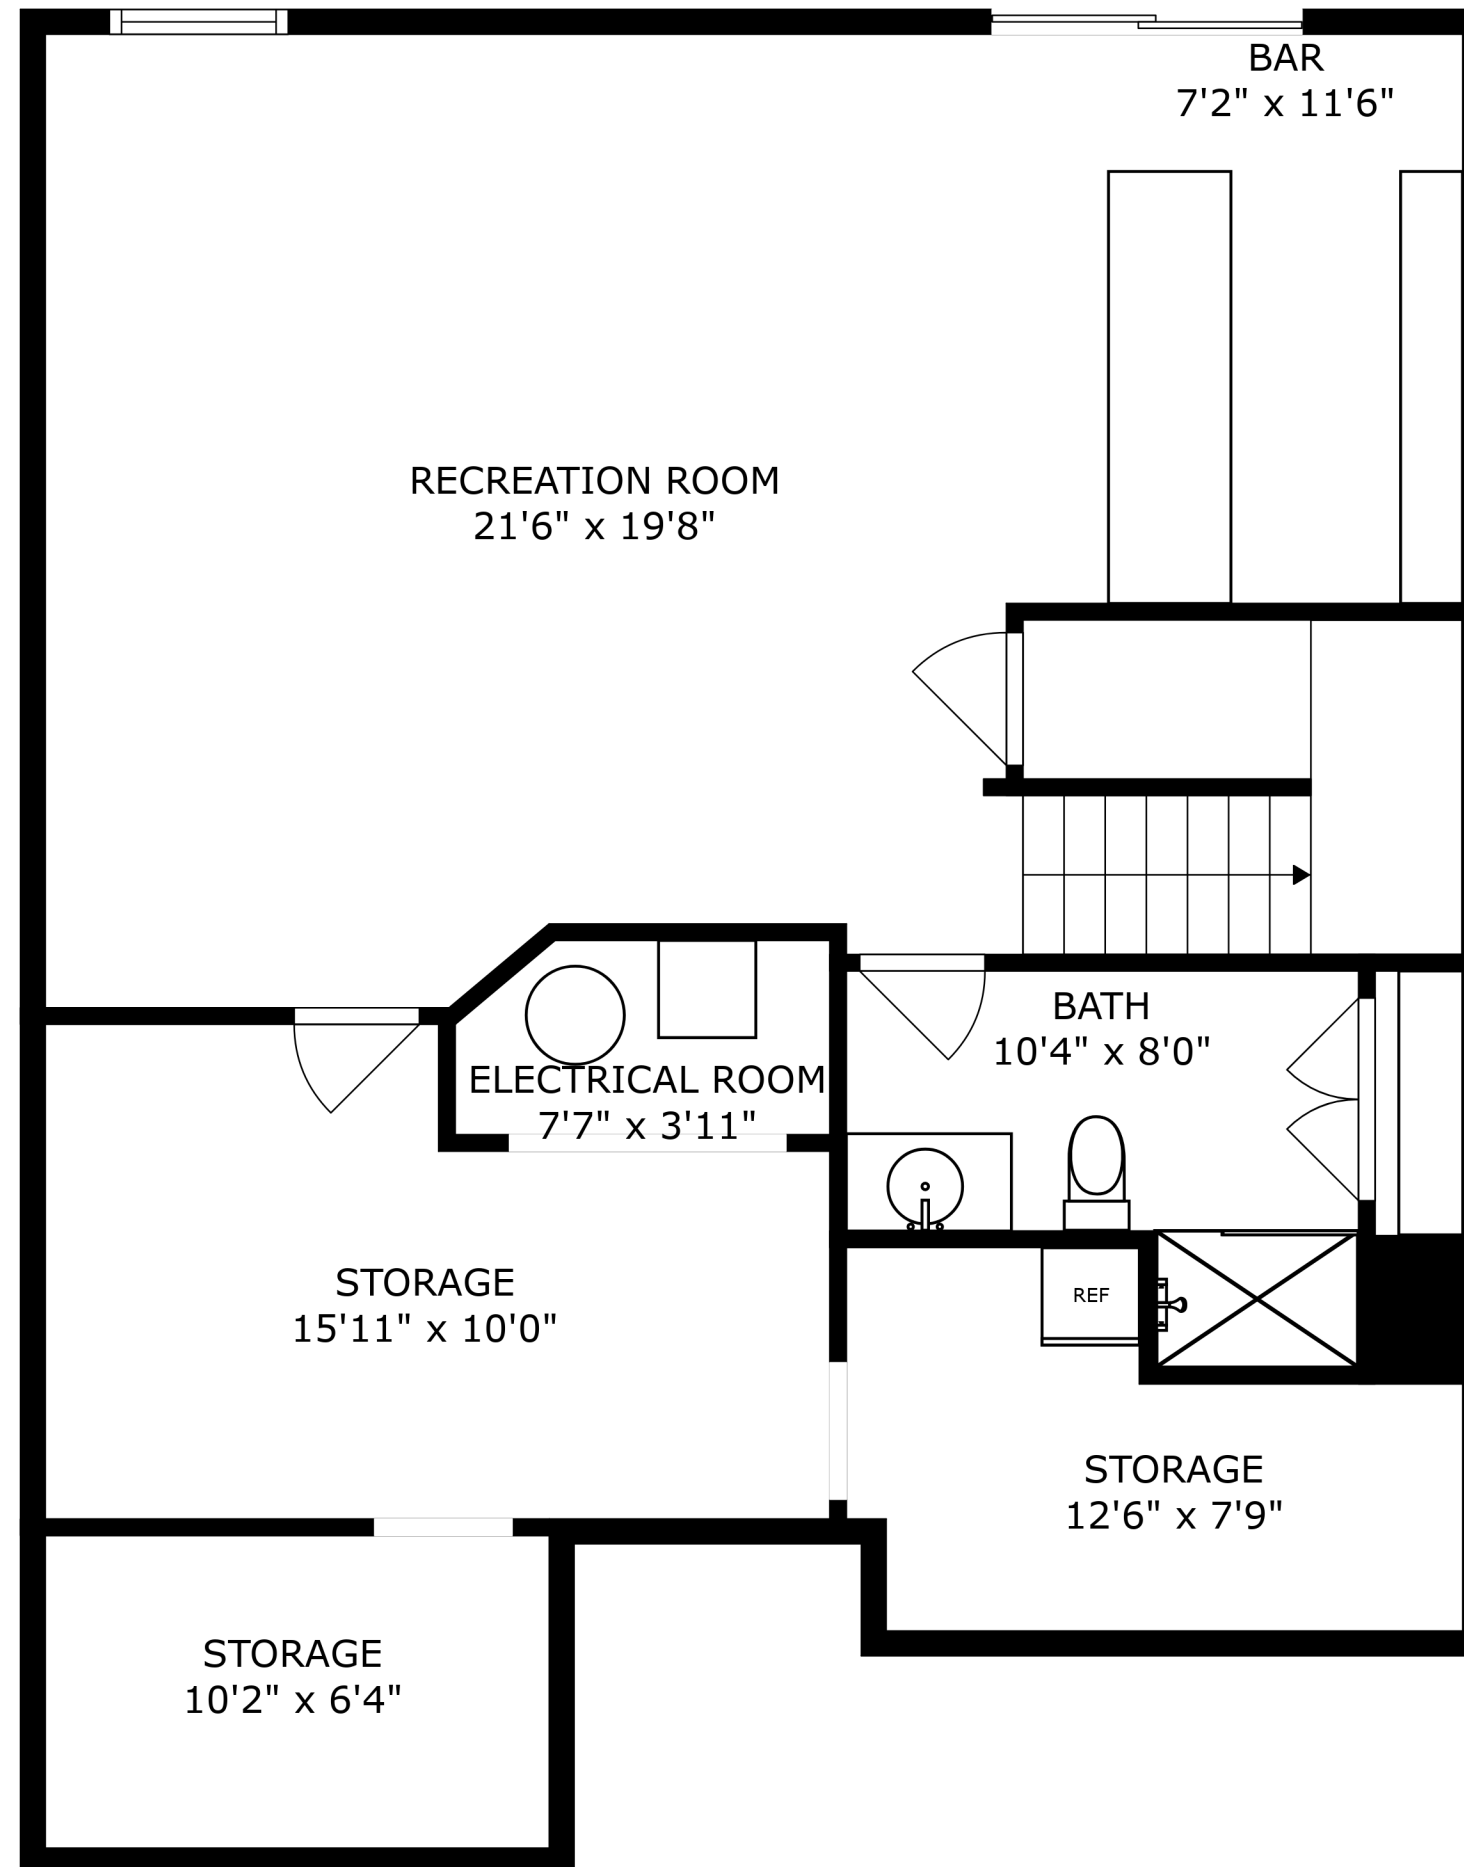 BAR
7'2" x 11'6"
RECREATION ROOM
21'6" x 19'8"
BATH
10'4" x 8'0"
ELECTRICAL ROOM
7'7" x 3'11"
STORAGE
15'11" x 10'0"
REF
STORAGE
12'6" x 7'9"
STORAGE
10'2" x 6'4"